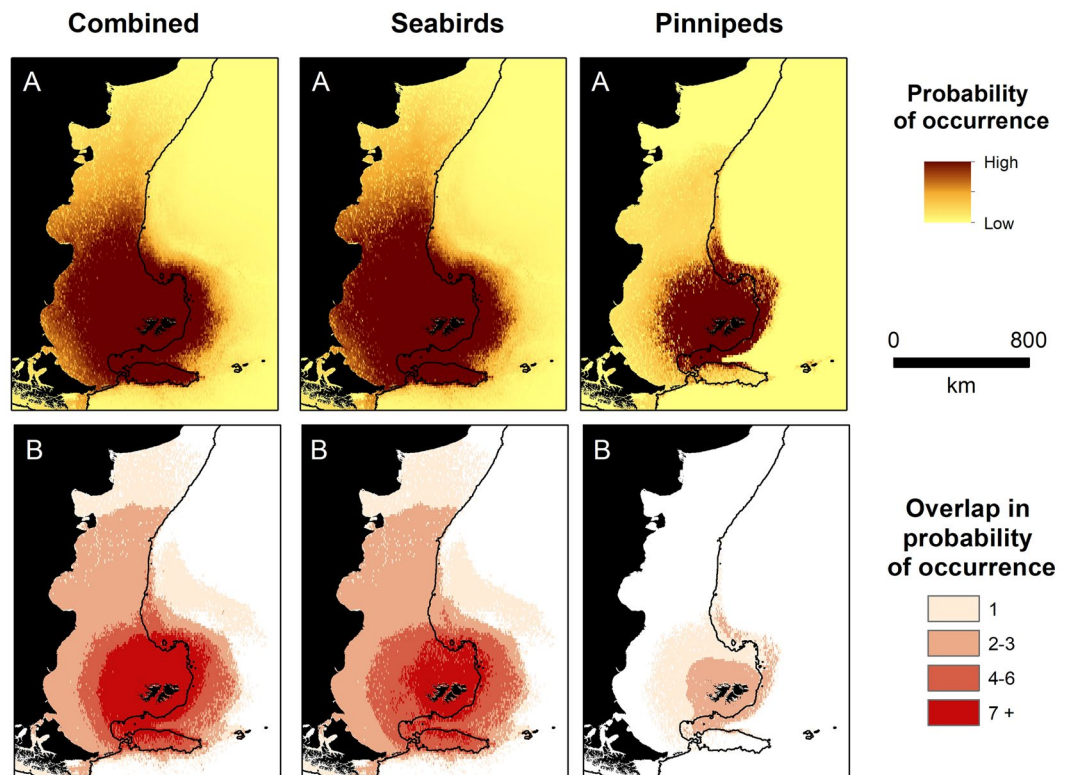 Combined
Seabirds
Pinnipeds
A
A
A
Probability
of occurrence
High
Low
0
800
km
B
B
B
Overlap in
probability
of occurrence
1
2-3
4-6
7 +